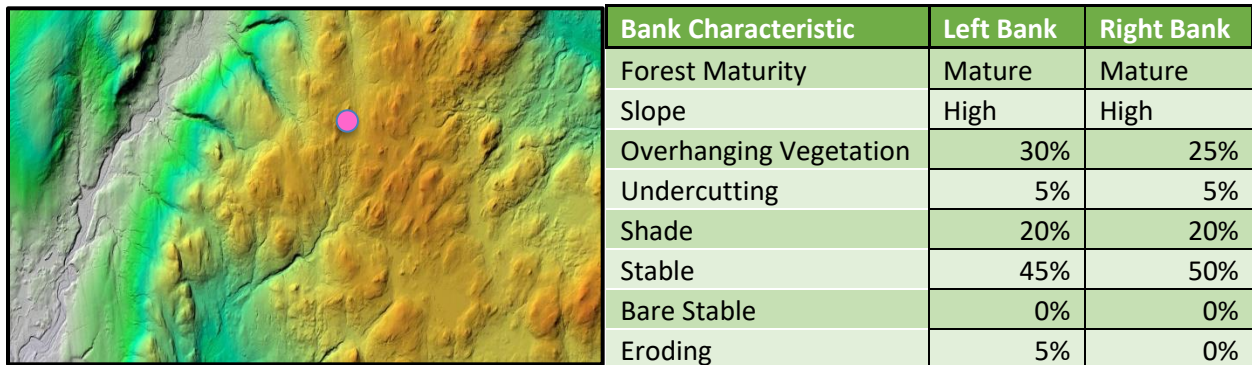 Bank Characteristic Left Bank Right Bank
Forest Maturity Mature Mature
Slope High High
Overhanging Vegetation 30% 25%
Undercutting 5% 5%
Shade 20% 20%
Stable 45% 50%
Bare Stable 0% 0%
Eroding 5% 0%